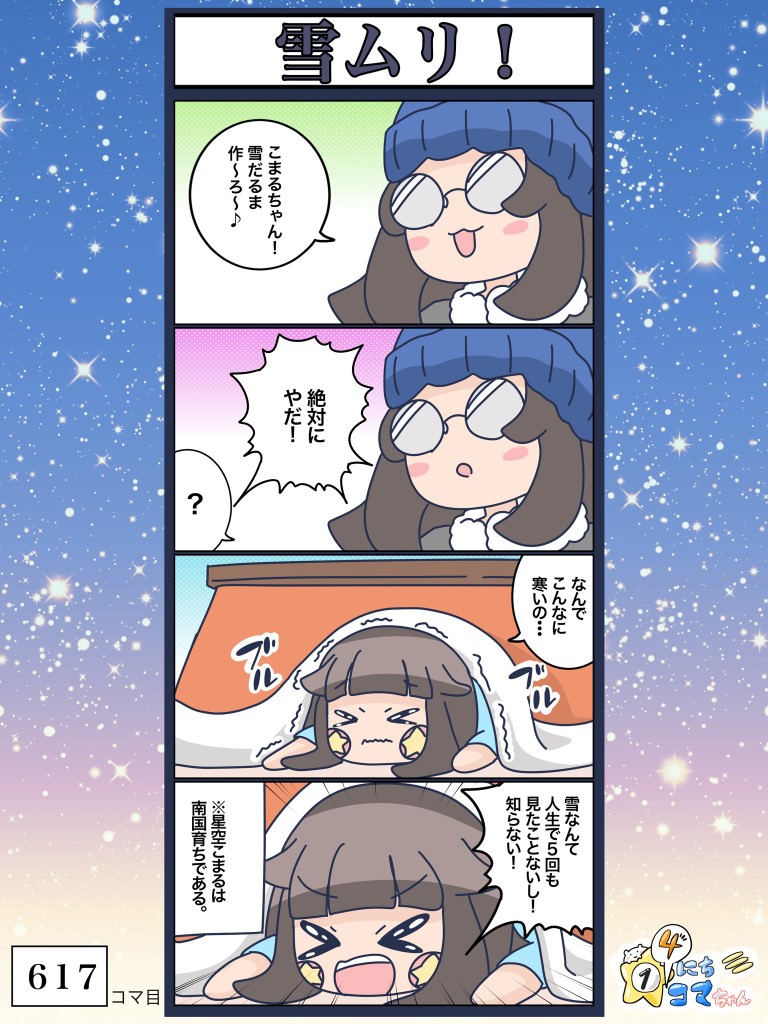 雪ムリ！
こまるちゃん！
雪だるま
作～ろ～♪
絶対に
やだ！
？
なんで
こんなに
寒いの…
ブル
ブル
雪なんて
人生で５回も
見たことないし！
知らない！
※星空こまるは
南国育ちである。
617
コマ目
1
4
にち
コマちゃん